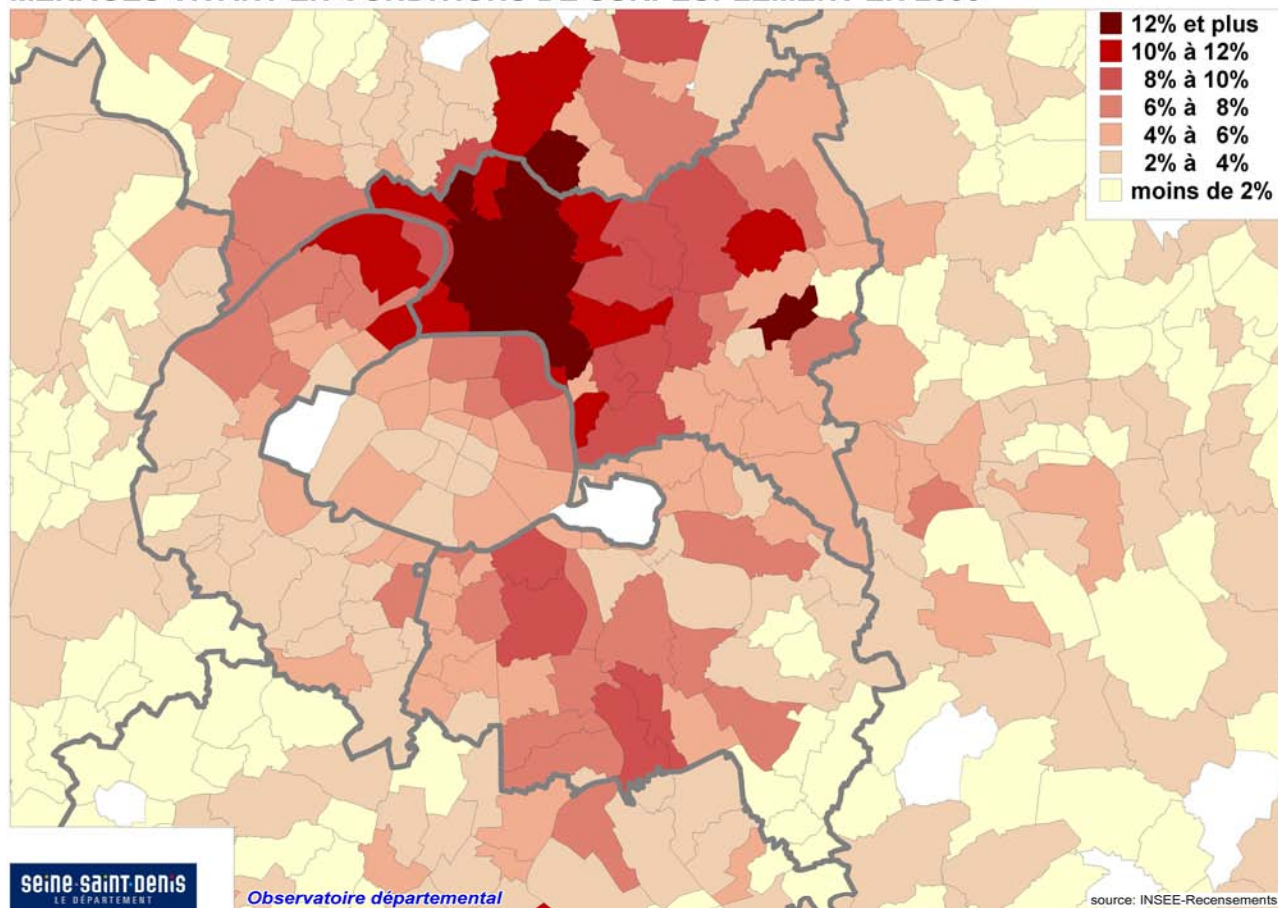 12% et plus
10% à 12%
8% à 10%
6% à 8%
4% à 6%
2% à 4%
moins de 2%
seine-saint-denis
LE DÉPARTEMENT
Observatoire départemental
source: INSEE-Recensements